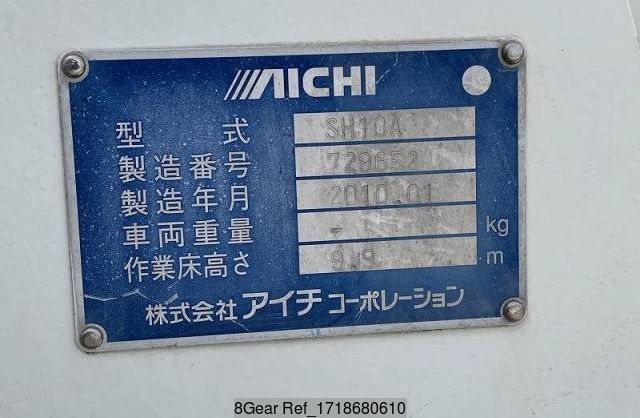 AICHI
型式 SH10A
製造番号 729652
製造年月 2010.01
車両重量 - kg
作業床高さ 9.9 m
株式会社 アイチ コーポレーション
8Gear Ref_1718680610